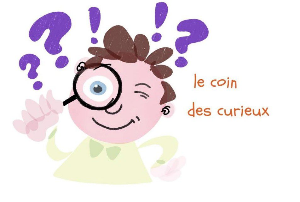 ? ! ! ?
?
le coin
des curieux